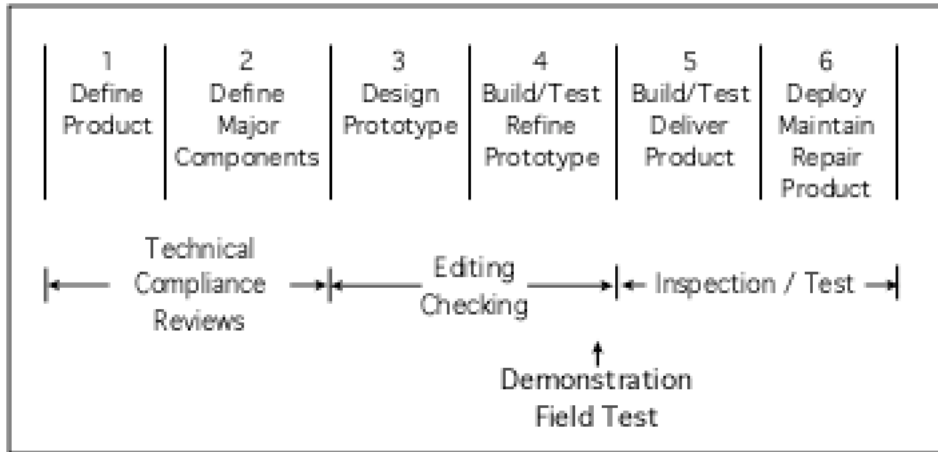 1
Define
Product
2
Define
Major
Components
3
Design
Prototype
4
Build/Test
Refine
Prototype
5
Build/Test
Deliver
Product
6
Deploy
Maintain
Repair
Product
Technical
Compliance
Reviews
Editing
Checking
Inspection / Test
Demonstration
Field Test